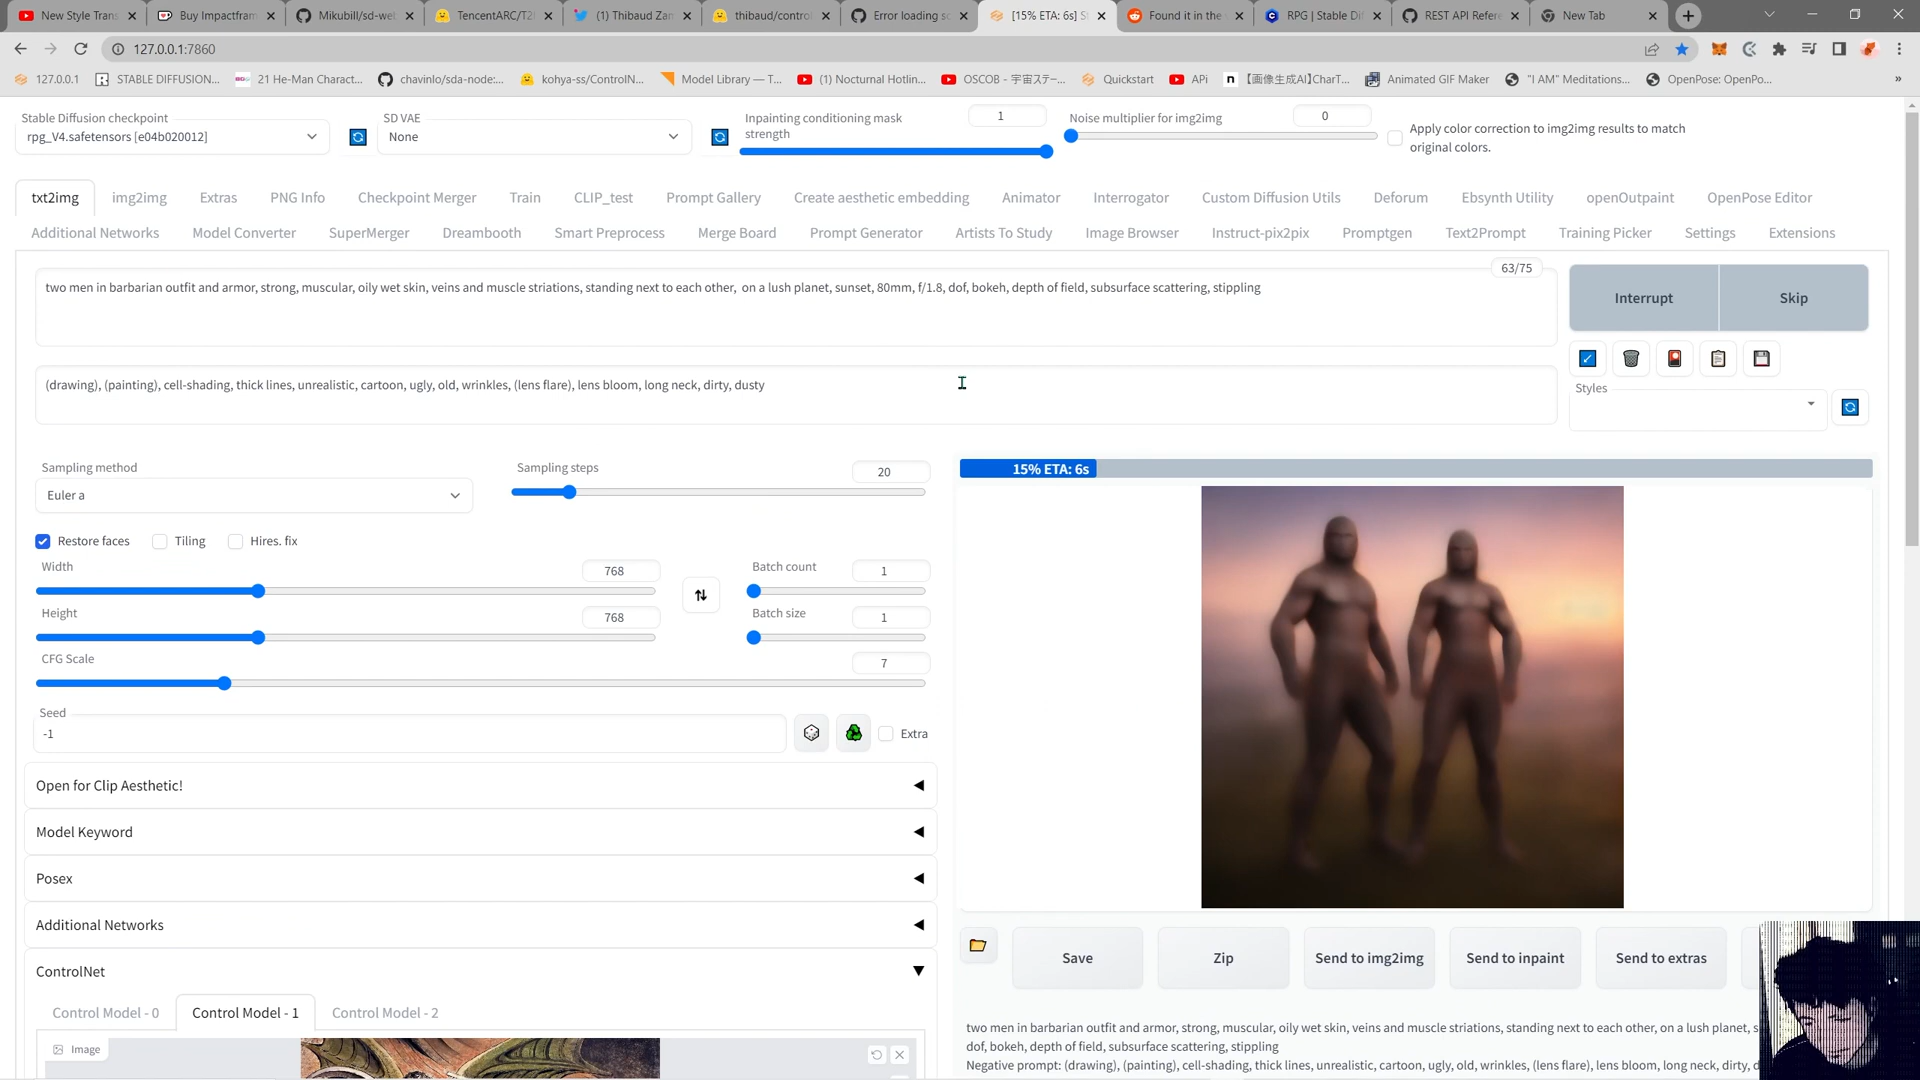 New Style Trans
Buy Impactfram
Mikubill/sd-we
TencentARC/T2
(1) Thibaud Zan
thibaud/control
Error loading sc
[15% ETA: 6s] S
Found it in the
RPG | Stable Dif
REST API Refere
New Tab
127.0.0.1:7860
127.0.0.1
STABLE DIFFUSION...
21 He-Man Charact...
chavinlo/sda-node:...
kohya-ss/ControlN...
Model Library — T...
(1) Nocturnal Hotlin...
OSCOB - 宇宙ステー...
Quickstart
APi
【画像生成AI】CharT...
Animated GIF Maker
"I AM" Meditations...
OpenPose: OpenPo...
»
Stable Diffusion checkpoint
rpg_V4.safetensors [e04b020012]
SD VAE
None
Inpainting conditioning mask
strength
1
Noise multiplier for img2img
0
Apply color correction to img2img results to match
original colors.
txt2img
img2img
Extras
PNG Info
Checkpoint Merger
Train
CLIP_test
Prompt Gallery
Create aesthetic embedding
Animator
Interrogator
Custom Diffusion Utils
Deforum
Ebsynth Utility
openOutpaint
OpenPose Editor
Additional Networks
Model Converter
SuperMerger
Dreambooth
Smart Preprocess
Merge Board
Prompt Generator
Artists To Study
Image Browser
Instruct-pix2pix
Promptgen
Text2Prompt
Training Picker
Settings
Extensions
63/75
two men in barbarian outfit and armor, strong, muscular, oily wet skin, veins and muscle striations, standing next to each other,  on a lush planet, sunset, 80mm, f/1.8, dof, bokeh, depth of field, subsurface scattering, stippling
Interrupt
Skip
(drawing), (painting), cell-shading, thick lines, unrealistic, cartoon, ugly, old, wrinkles, (lens flare), lens bloom, long neck, dirty, dusty
Styles
Sampling method
Euler a
Sampling steps
20
15% ETA: 6s
Restore faces
Tiling
Hires. fix
Width
768
Batch count
1
Height
768
Batch size
1
CFG Scale
7
Seed
-1
Extra
Open for Clip Aesthetic!
Model Keyword
Posex
Additional Networks
ControlNet
Control Model - 0
Control Model - 1
Control Model - 2
Image
Save
Zip
Send to img2img
Send to inpaint
Send to extras
two men in barbarian outfit and armor, strong, muscular, oily wet skin, veins and muscle striations, standing next to each other, on a lush planet, s
dof, bokeh, depth of field, subsurface scattering, stippling
Negative prompt: (drawing), (painting), cell-shading, thick lines, unrealistic, cartoon, ugly, old, wrinkles, (lens flare), lens bloom, long neck, dirty, d